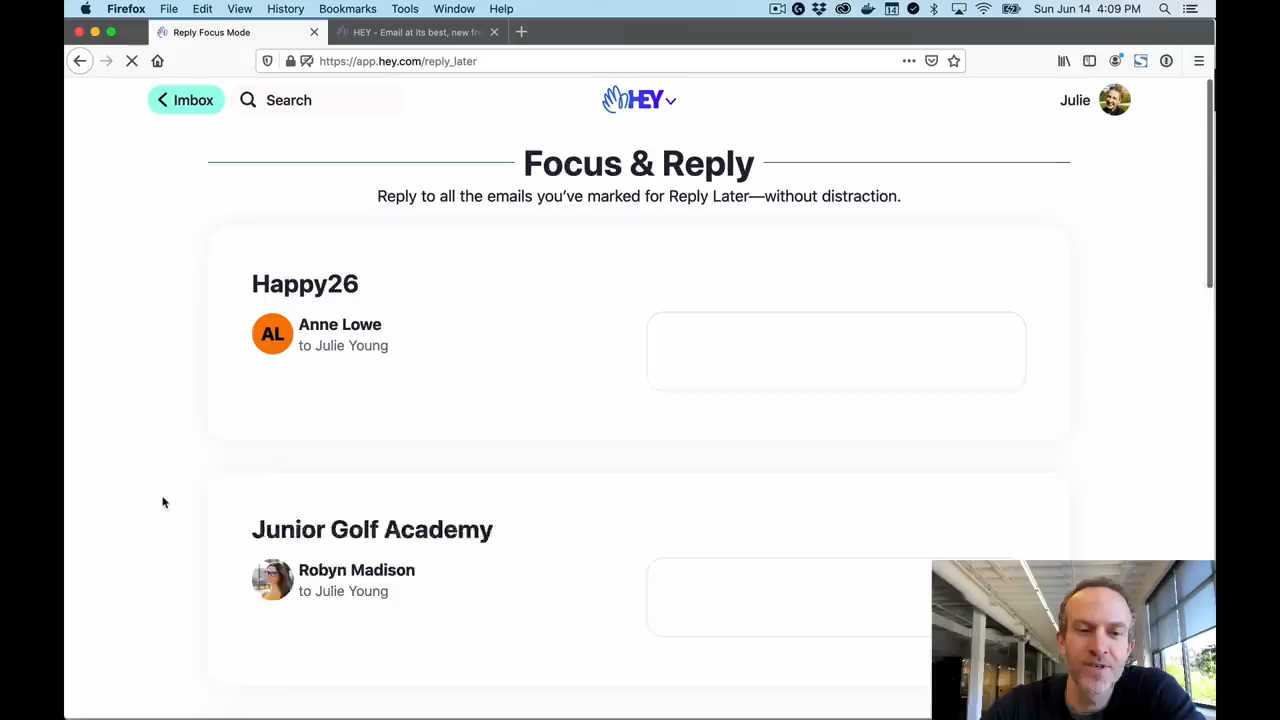 Firefox File Edit View History Bookmarks Tools Window Help 14 Sun Jun 14 4:09 PM
Reply Focus Mode HEY - Email at its best, new fre
https://app.hey.com/reply_later
Imbox Search HEY Julie
Focus & Reply
Reply to all the emails you've marked for Reply Later—without distraction.
Happy26
AL Anne Lowe
to Julie Young
Junior Golf Academy
Robyn Madison
to Julie Young